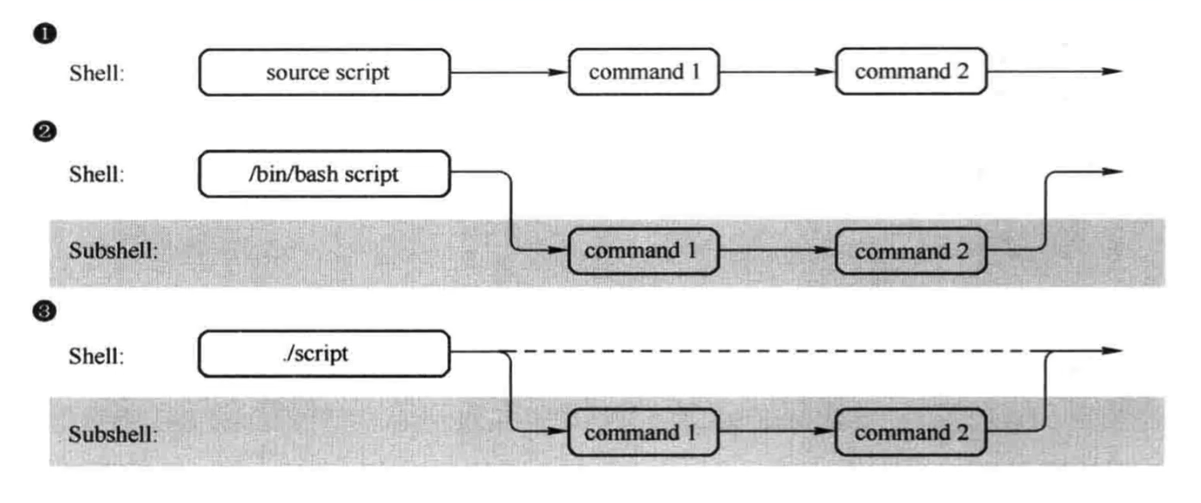 ❶
Shell: source script command 1 command 2
❷
Shell: /bin/bash script
Subshell: command 1 command 2
❸
Shell: ./script
Subshell: command 1 command 2